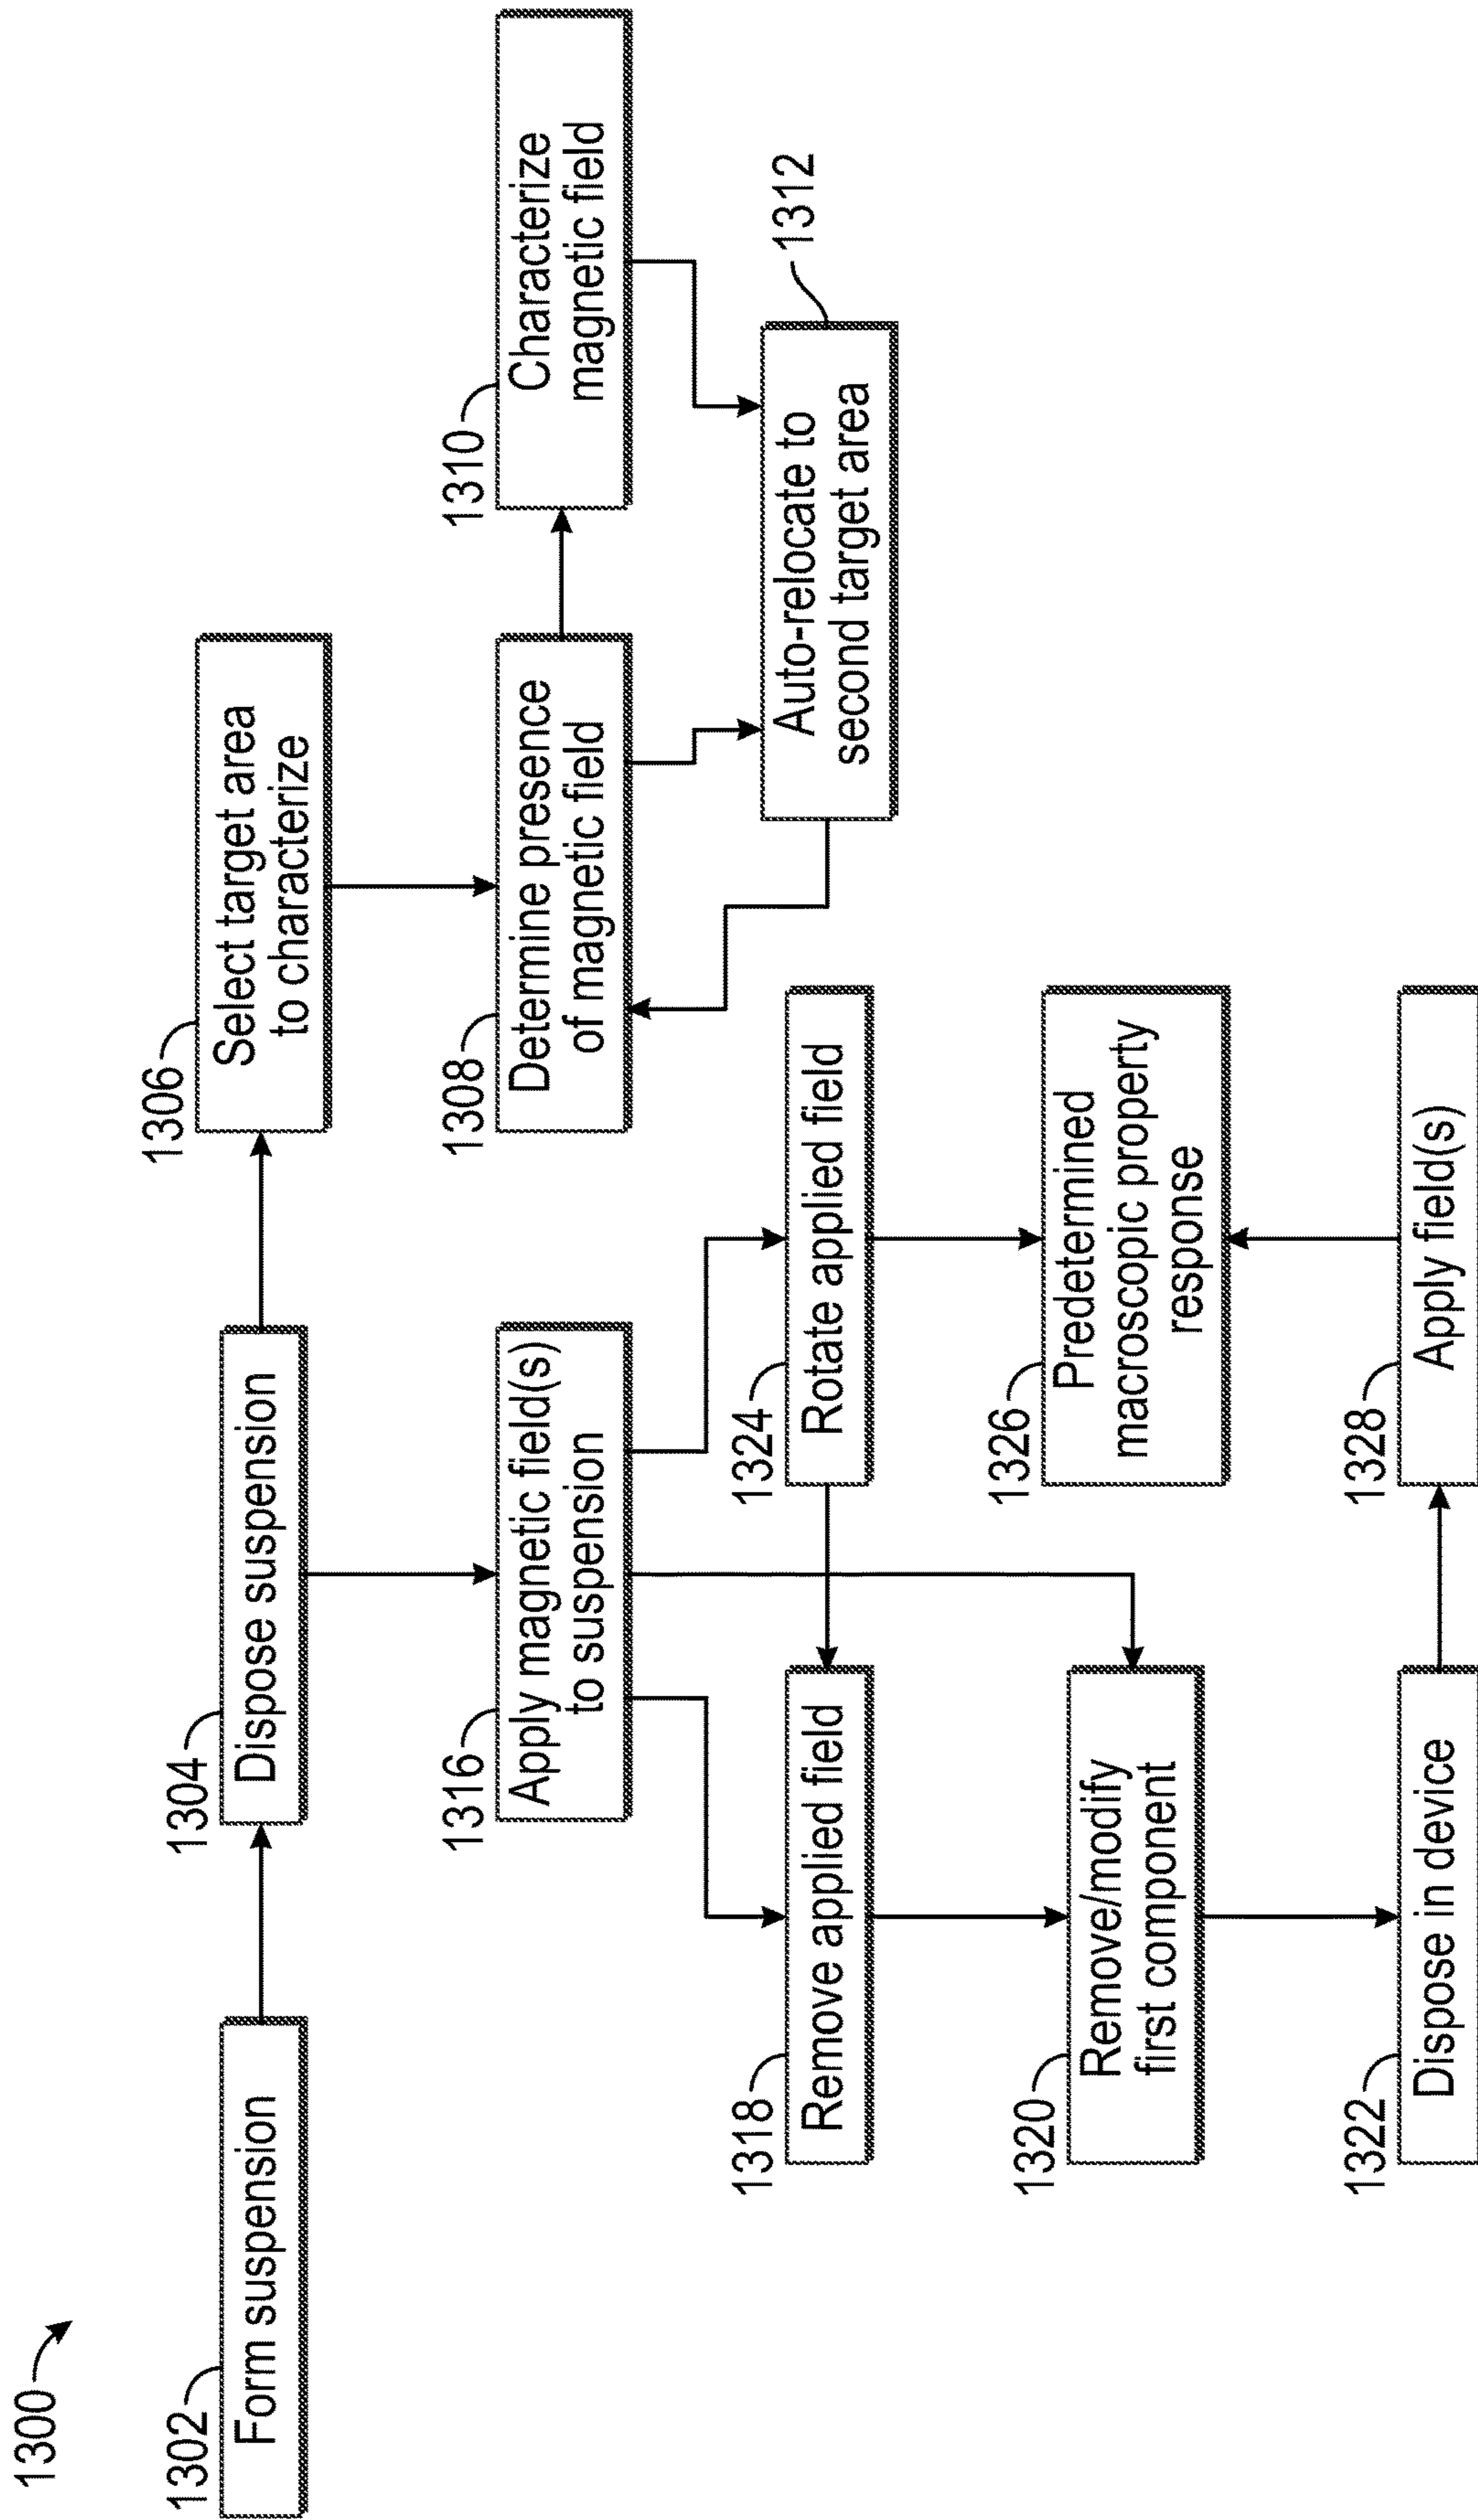 1300
1302
Form suspension
1304
Dispose suspension
1306
Select target area
to characterize
1308
Determine presence
of magnetic field
1310
Characterize
magnetic field
1312
Auto-relocate to
second target area
1316
Apply magnetic field(s)
to suspension
1318
Remove applied field
1324
Rotate applied field
1320
Remove/modify
first component
1326
Predetermined
macroscopic property
response
1322
Dispose in device
1328
Apply field(s)